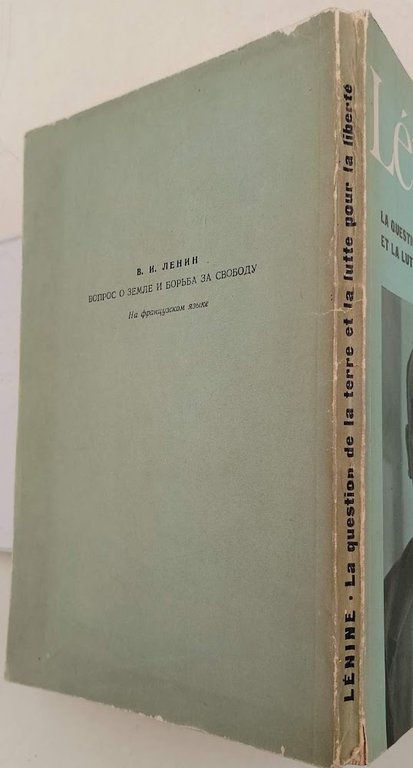 В. И. ЛЕНИН
ВОПРОС О ЗЕМЛЕ И БОРЬБА ЗА СВОБОДУ
На французском языке
LÉNINE · La question de la terre et la lutte pour la liberté
Lé
LA QUESTION
ET LA LUT